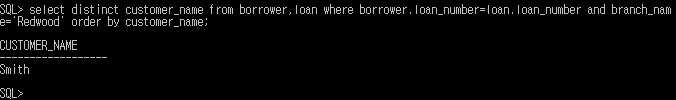 SQL> select distinct customer_name from borrower,loan where borrower.loan_number=loan.loan_number and branch_nam
e='Redwood' order by customer_name;
CUSTOMER_NAME
------------------
Smith
SQL>